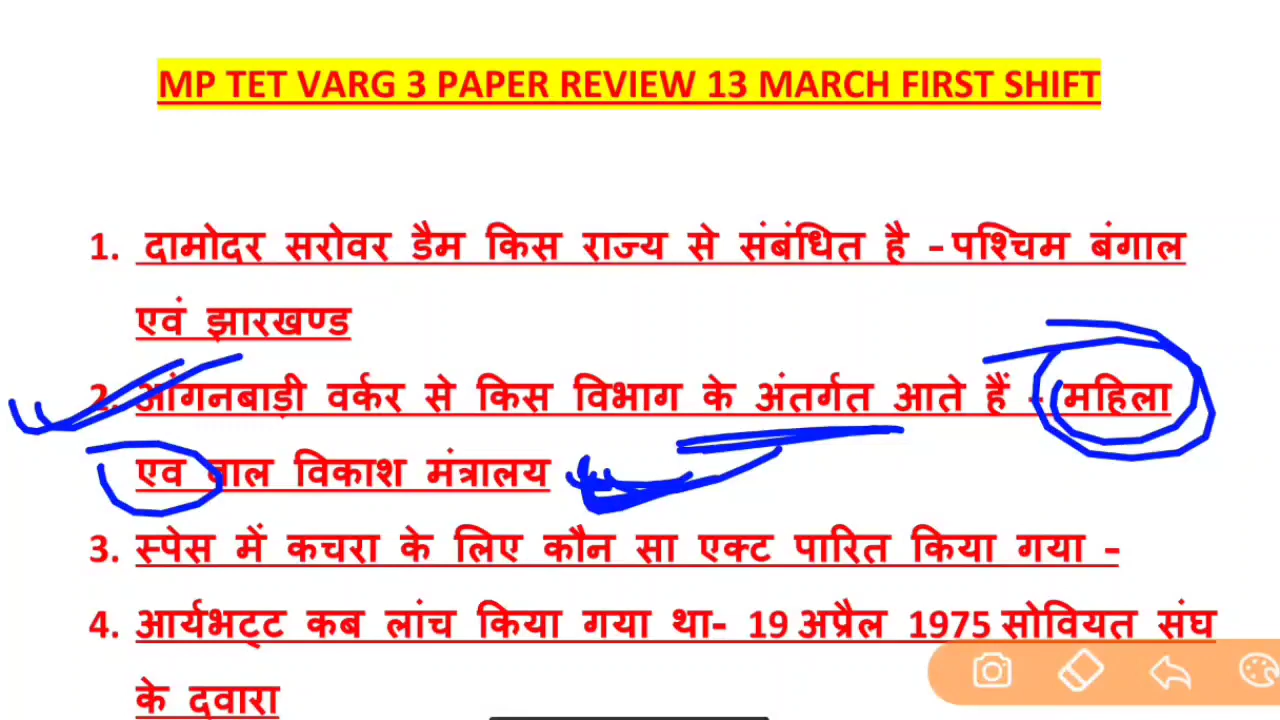 MP TET VARG 3 PAPER REVIEW 13 MARCH FIRST SHIFT
1. दामोदर सरोवर डैम किस राज्य से संबंधित है - पश्चिम बंगाल
एवं झारखण्ड
2. आंगनबाड़ी वर्कर से किस विभाग के अंतर्गत आते हैं - महिला
एव बाल विकाश मंत्रालय
3. स्पेस में कचरा के लिए कौन सा एक्ट पारित किया गया -
4. आर्यभट्ट कब लांच किया गया था- 19 अप्रैल 1975 सोवियत संघ
के दवारा